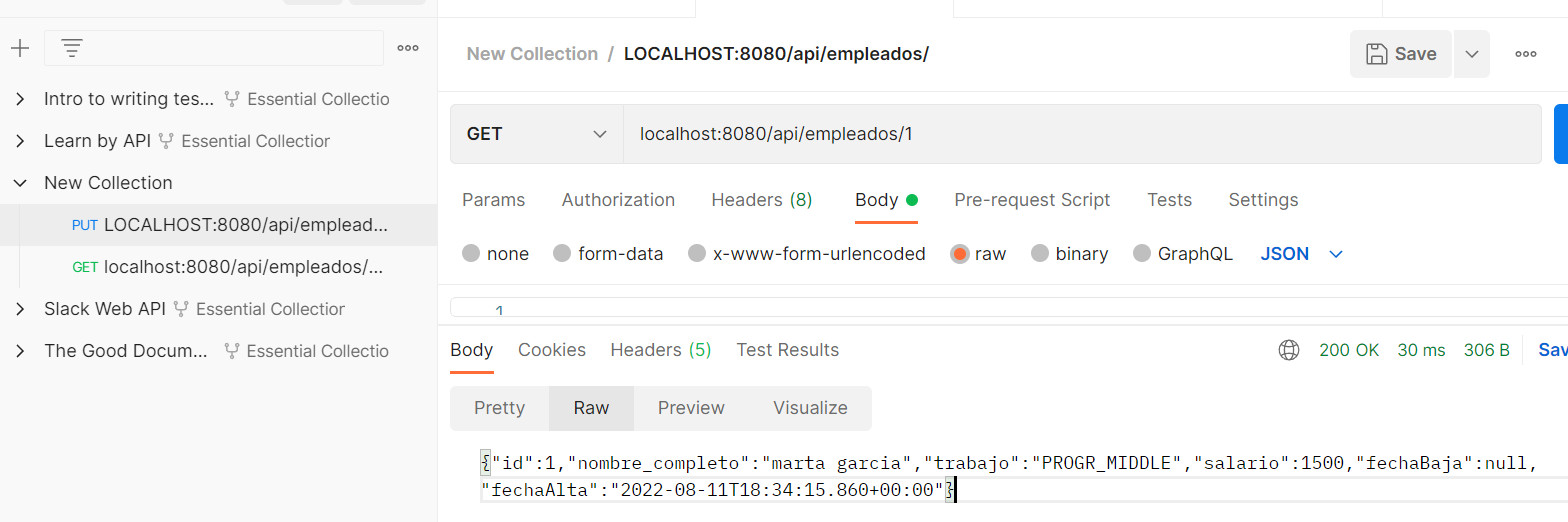 New Collection / LOCALHOST:8080/api/empleados/
Save
Intro to writing tes... Essential Collectio
Learn by API Essential Collection
New Collection
PUT LOCALHOST:8080/api/emplead...
GET localhost:8080/api/empleados/...
Slack Web API Essential Collection
The Good Docum... Essential Collectio
GET localhost:8080/api/empleados/1
Params Authorization Headers (8) Body Pre-request Script Tests Settings
none form-data x-www-form-urlencoded raw binary GraphQL JSON
1
Body Cookies Headers (5) Test Results 200 OK 30 ms 306 B Sav
Pretty Raw Preview Visualize
{"id":1,"nombre_completo":"marta garcia","trabajo":"PROGR_MIDDLE","salario":1500,"fechaBaja":null,
"fechaAlta":"2022-08-11T18:34:15.860+00:00"}